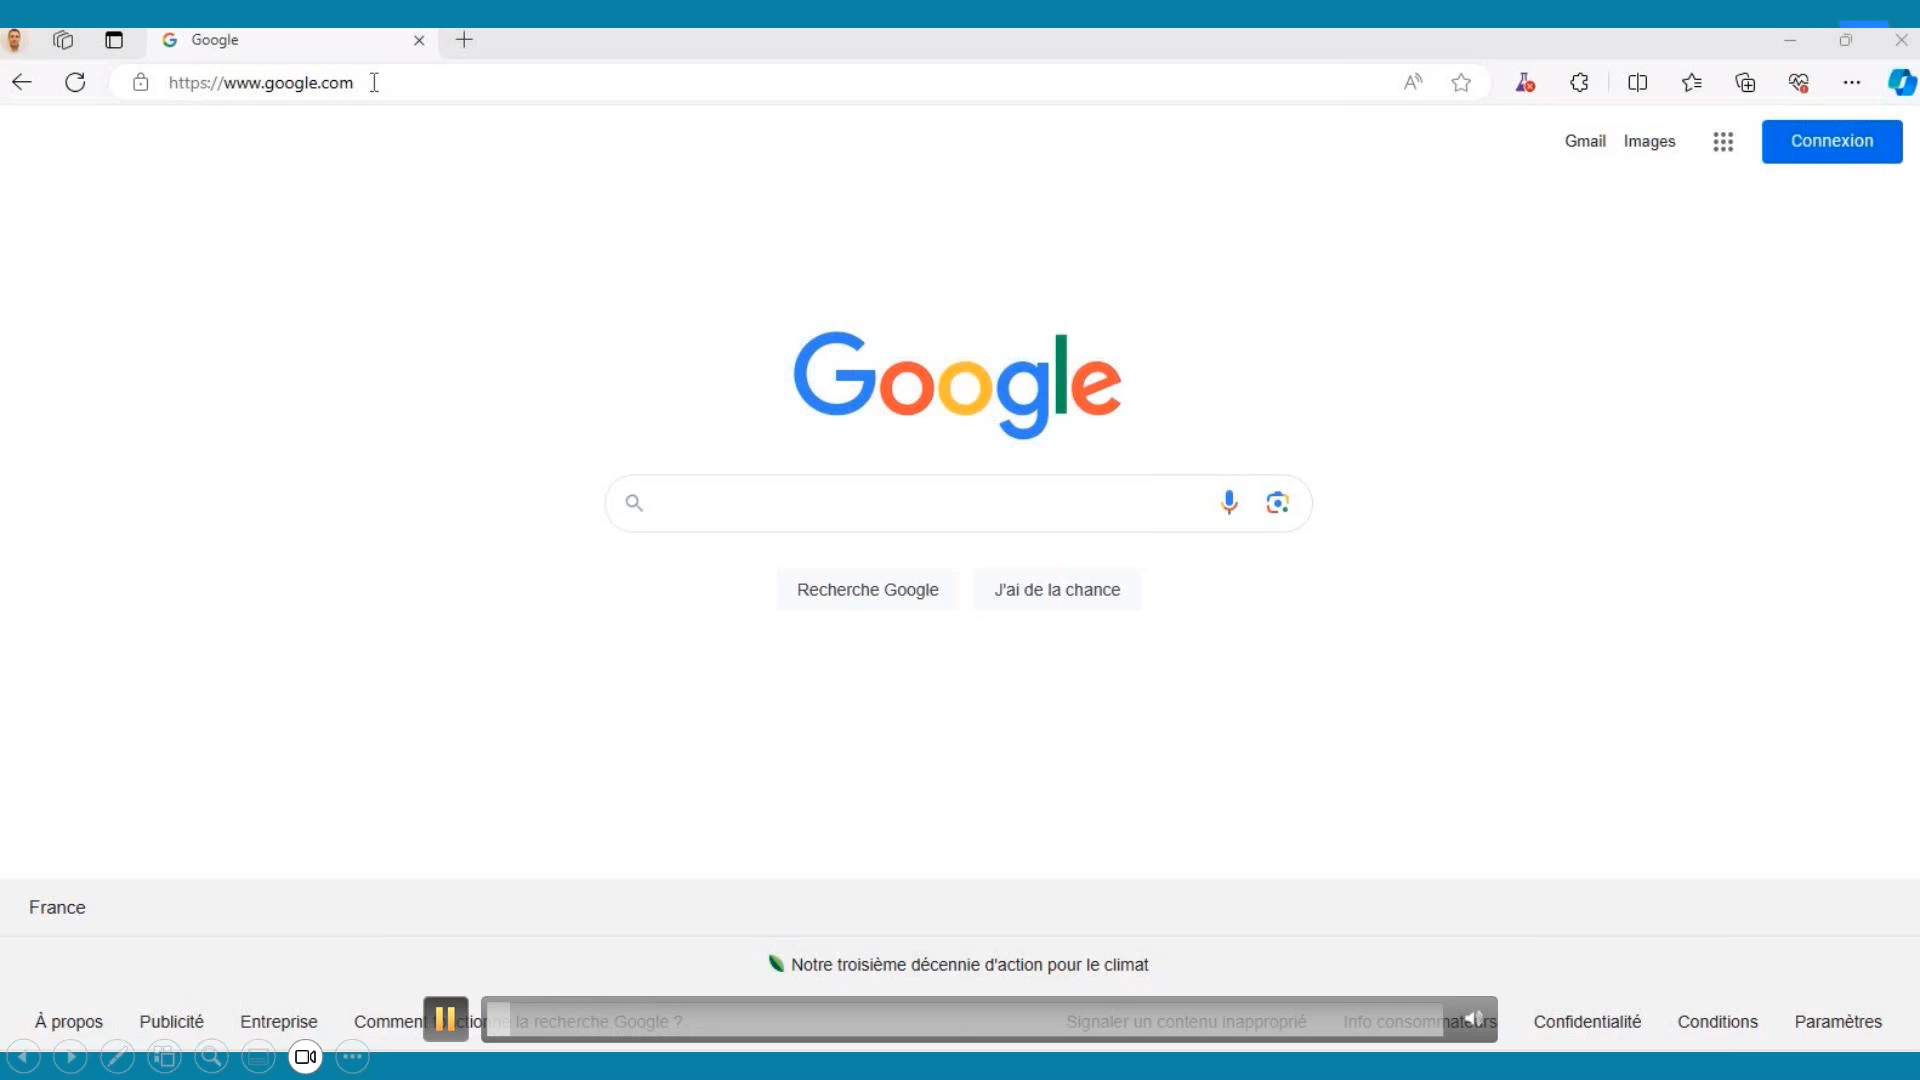 Google
https://www.google.com
Gmail Images Connexion
Google
Recherche Google J'ai de la chance
France
Notre troisième décennie d'action pour le climat
À propos Publicité Entreprise Comment fonctionne la recherche Google ? Signaler un contenu inapproprié Info consommateurs Confidentialité Conditions Paramètres